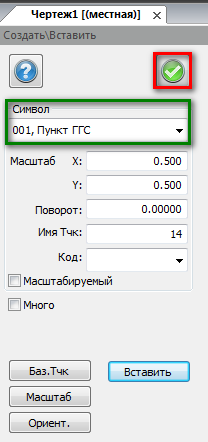 Чертеж1 [(местная)]
Создать\Вставить
?
Символ
001, Пункт ГГС
Масштаб X: 0.500
Y: 0.500
Поворот: 0.00000
Имя Тчк: 14
Код:
Масштабируемый
Много
Баз.Тчк Вставить
Масштаб
Ориент.